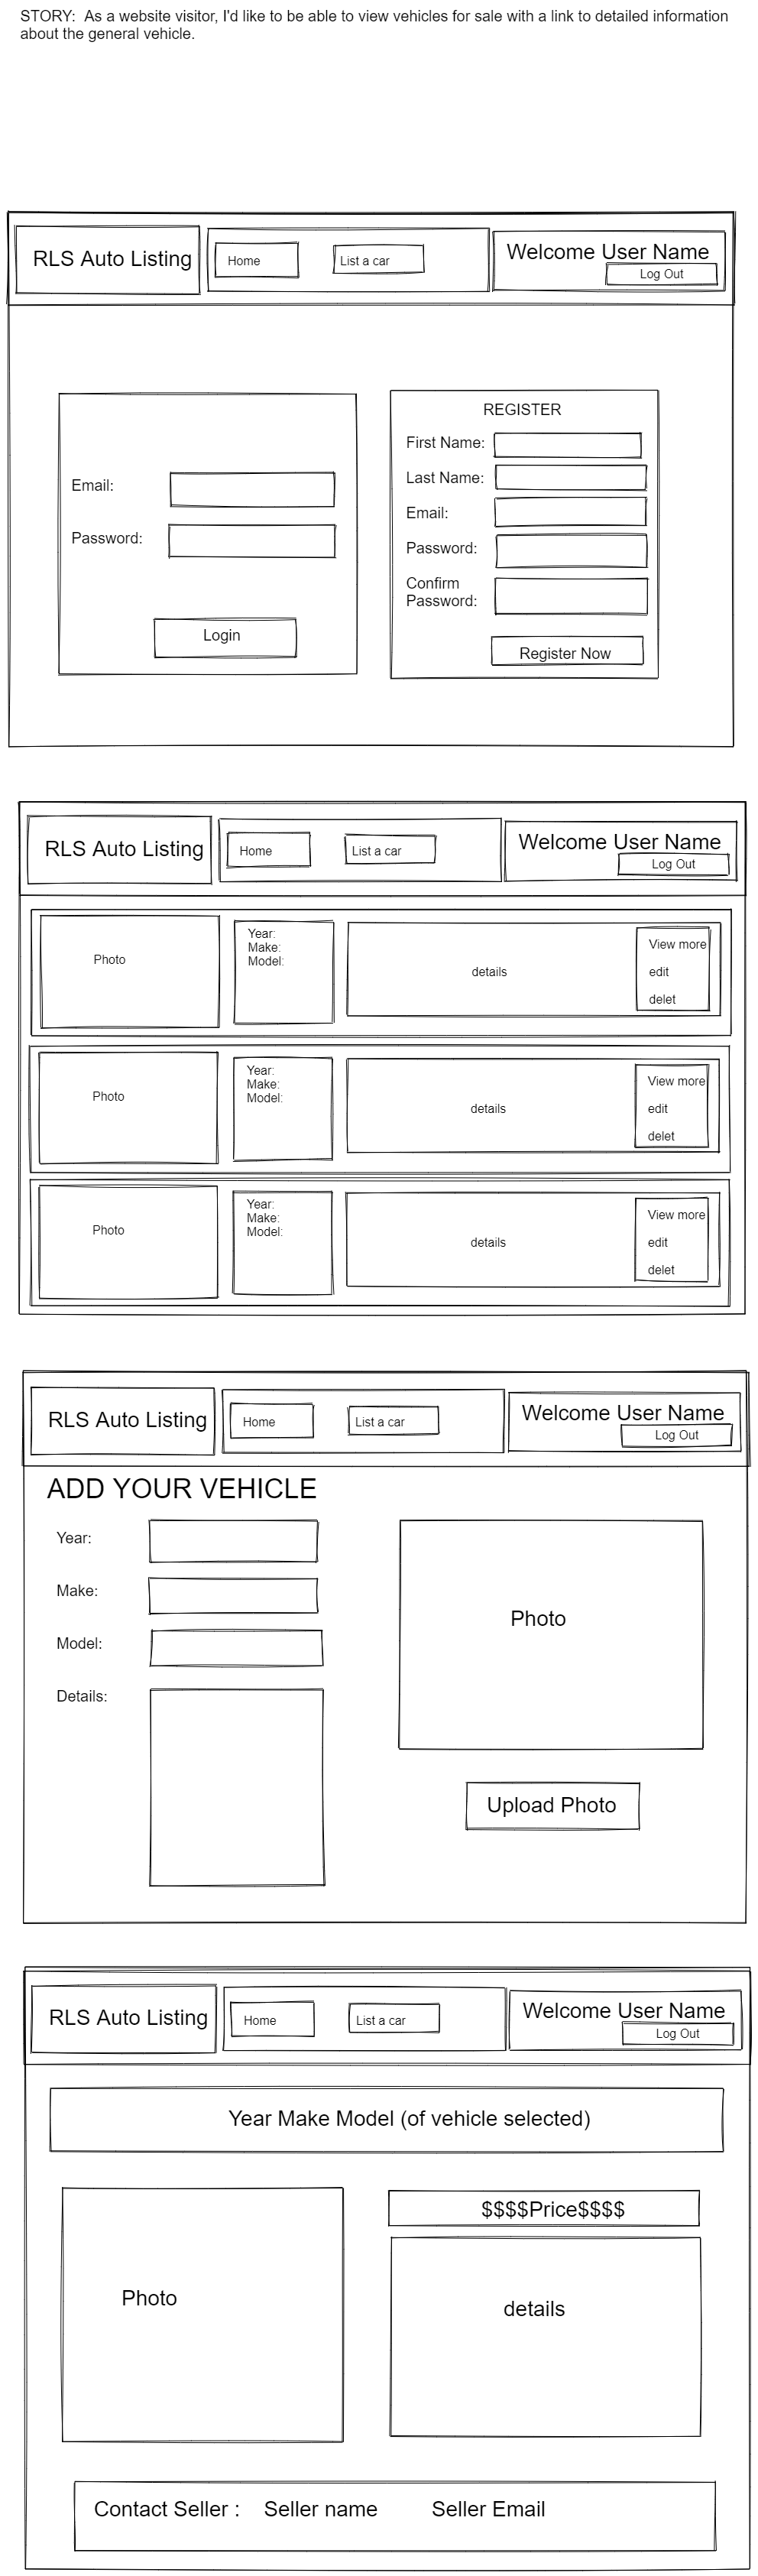 STORY:  As a website visitor, I'd like to be able to view vehicles for sale with a link to detailed information
about the general vehicle.
RLS Auto Listing
Home
List a car
Welcome User Name
Log Out
Email:
Password:
Login
REGISTER
First Name:
Last Name:
Email:
Password:
Confirm
Password:
Register Now
RLS Auto Listing
Home
List a car
Welcome User Name
Log Out
Photo
Year:
Make:
Model:
details
View more
edit
delet
Photo
Year:
Make:
Model:
details
View more
edit
delet
Photo
Year:
Make:
Model:
details
View more
edit
delet
RLS Auto Listing
Home
List a car
Welcome User Name
Log Out
ADD YOUR VEHICLE
Year:
Make:
Model:
Details:
Photo
Upload Photo
RLS Auto Listing
Home
List a car
Welcome User Name
Log Out
Year Make Model (of vehicle selected)
Photo
$$$$Price$$$$
details
Contact Seller :    Seller name    Seller Email